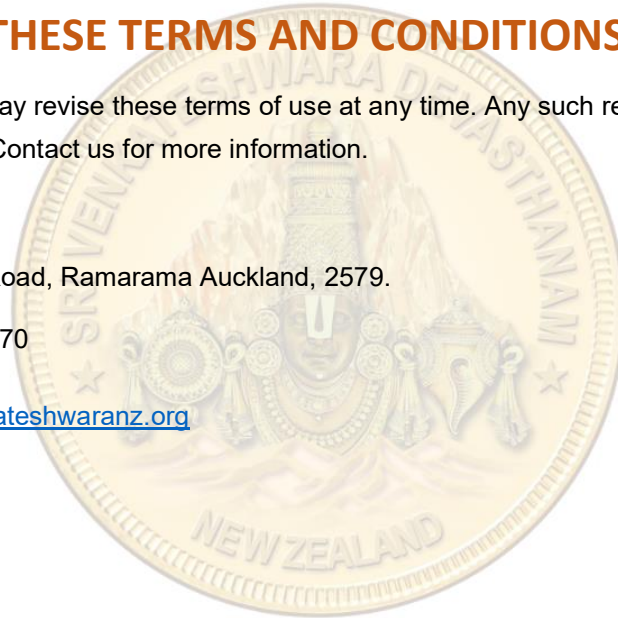 THESE TERMS AND CONDITIONS
ay revise these terms of use at any time. Any such re
Contact us for more information.
oad, Ramarama Auckland, 2579.
70
ateshwaranz.org
SRI VENKATESHWARA DEVASTHANAM
NEW ZEALAND